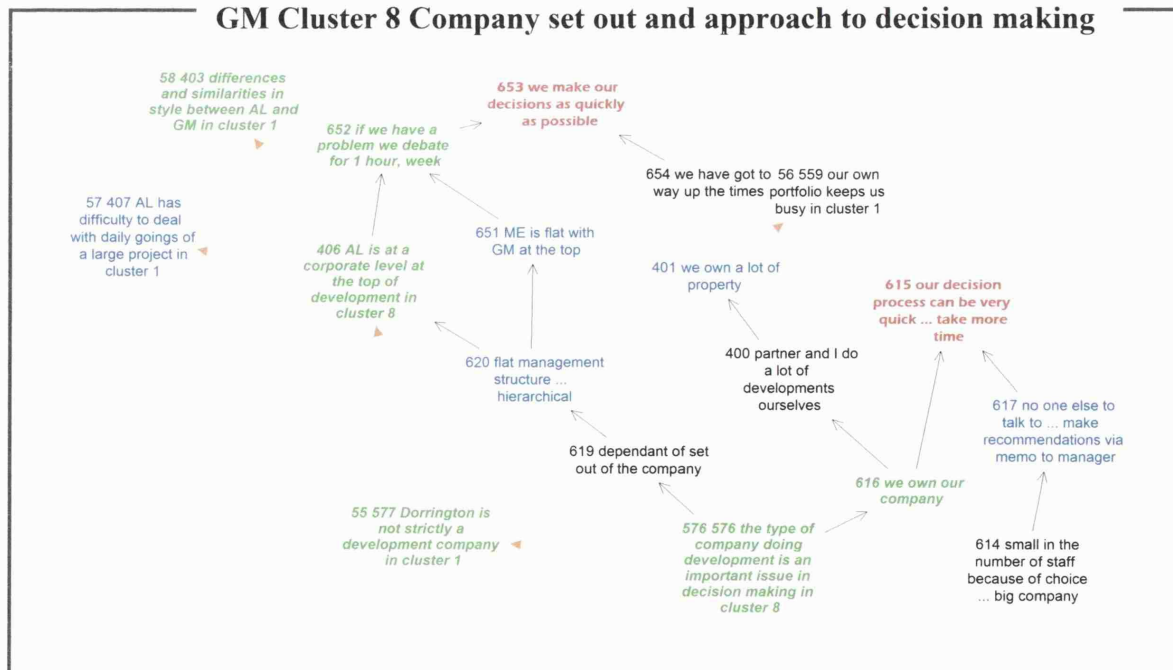 GM Cluster 8 Company set out and approach to decision making
58 403 differences
and similarities in
style between AL and
GM in cluster 1
653 we make our
decisions as quickly
as possible
652 if we have a
problem we debate
for 1 hour, week
654 we have got to
way up the times
56 559 our own
portfolio keeps us
busy in cluster 1
57 407 AL has
difficulty to deal
with daily goings of
a large project in
cluster 1
651 ME is flat with
GM at the top
406 AL is at a
corporate level at
the top of
development in
cluster 8
401 we own a lot of
property
615 our decision
process can be very
quick ... take more
time
620 flat management
structure ...
hierarchical
400 partner and I do
a lot of
developments
ourselves
617 no one else to
talk to ... make
recommendations via
memo to manager
619 dependant of set
out of the company
616 we own our
company
55 577 Dorrington is
not strictly a
development company
in cluster 1
576 576 the type of
company doing
development is an
important issue in
decision making in
cluster 8
614 small in the
number of staff
because of choice
... big company